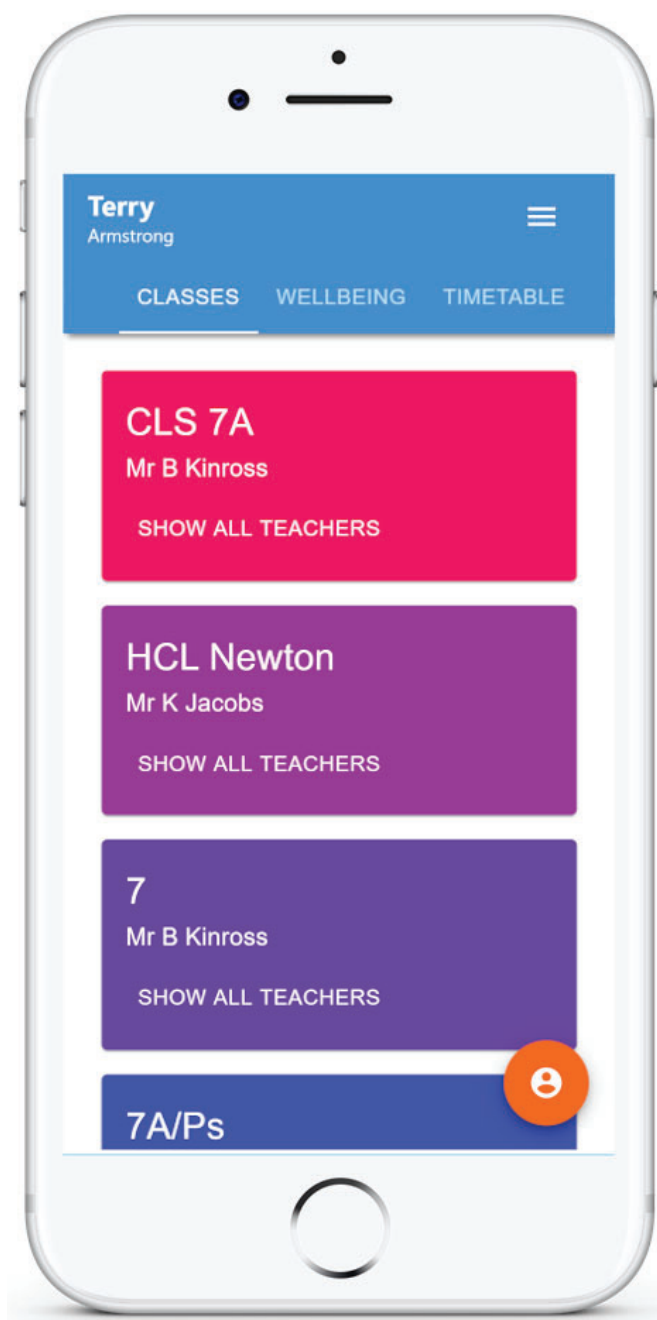 Terry
Armstrong
CLASSES WELLBEING TIMETABLE
CLS 7A
Mr B Kinross
SHOW ALL TEACHERS
HCL Newton
Mr K Jacobs
SHOW ALL TEACHERS
7
Mr B Kinross
SHOW ALL TEACHERS
7A/Ps